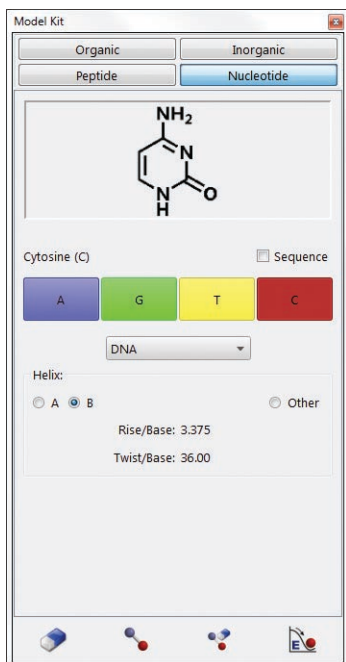 Model Kit
Organic Inorganic
Peptide Nucleotide
NH2
N
N
H
O
Cytosine (C) Sequence
A G T C
DNA
Helix:
A B Other
Rise/Base: 3.375
Twist/Base: 36.00
E